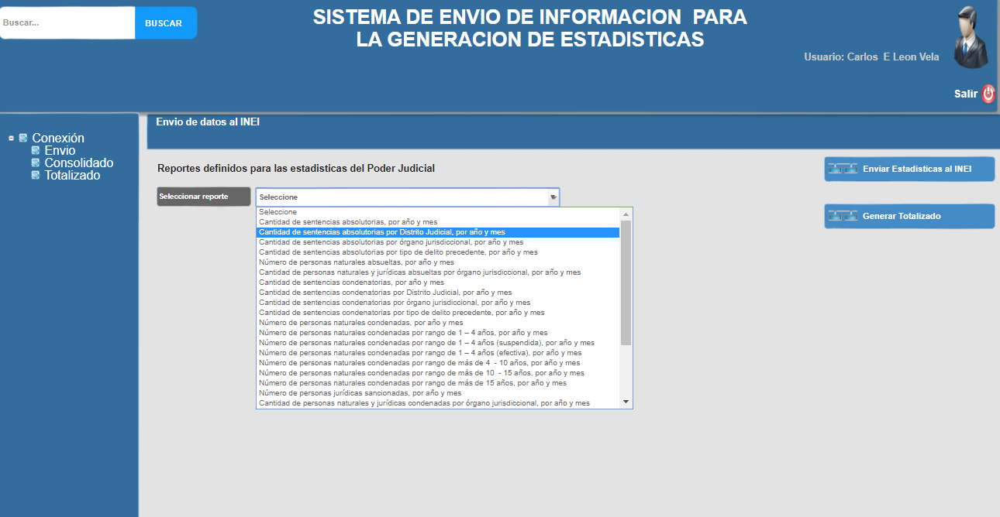 Buscar...
BUSCAR
SISTEMA DE ENVIO DE INFORMACION PARA
LA GENERACION DE ESTADISTICAS
Usuario: Carlos E Leon Vela
Salir
Conexión
Envio
Consolidado
Totalizado
Envio de datos al INEI
Reportes definidos para las estadisticas del Poder Judicial
Enviar Estadisticas al INEI
Seleccionar reporte
Seleccione
Generar Totalizado
Seleccione
Cantidad de sentencias absolutorias, por año y mes
Cantidad de sentencias absolutorias por Distrito Judicial, por año y mes
Cantidad de sentencias absolutorias por órgano jurisdiccional, por año y mes
Cantidad de sentencias absolutorias por tipo de delito precedente, por año y mes
Número de personas naturales absueltas, por año y mes
Cantidad de personas naturales y jurídicas absueltas por órgano jurisdiccional, por año y mes
Cantidad de sentencias condenatorias, por año y mes
Cantidad de sentencias condenatorias por Distrito Judicial, por año y mes
Cantidad de sentencias condenatorias por órgano jurisdiccional, por año y mes
Cantidad de sentencias condenatorias por tipo de delito precedente, por año y mes
Número de personas naturales condenadas, por año y mes
Número de personas naturales condenadas por rango de 1 – 4 años, por año y mes
Número de personas naturales condenadas por rango de 1 – 4 años (suspendida), por año y mes
Número de personas naturales condenadas por rango de 1 – 4 años (efectiva), por año y mes
Número de personas naturales condenadas por rango de más de 4 - 10 años, por año y mes
Número de personas naturales condenadas por rango de más de 10 - 15 años, por año y mes
Número de personas naturales condenadas por rango de más de 15 años, por año y mes
Número de personas jurídicas sancionadas, por año y mes
Cantidad de personas naturales y jurídicas condenadas por órgano jurisdiccional, por año y mes